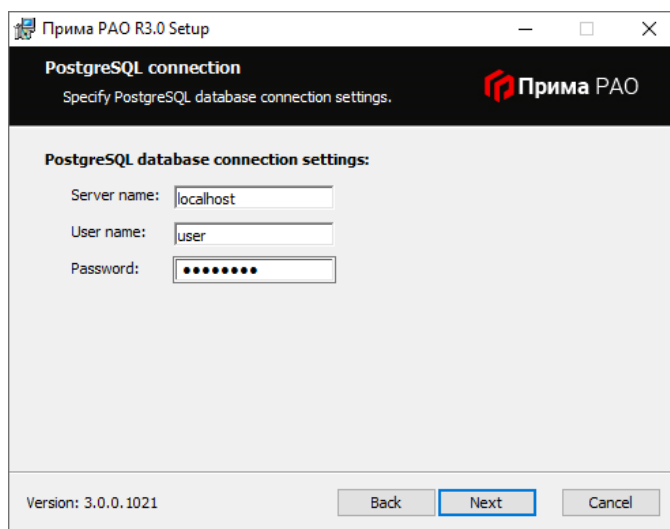 Прима РАО R3.0 Setup
PostgreSQL connection
Specify PostgreSQL database connection settings.
Прима РАО
PostgreSQL database connection settings:
Server name: localhost
User name: user
Password: ●●●●●●●●
Version: 3.0.0.1021 Back Next Cancel